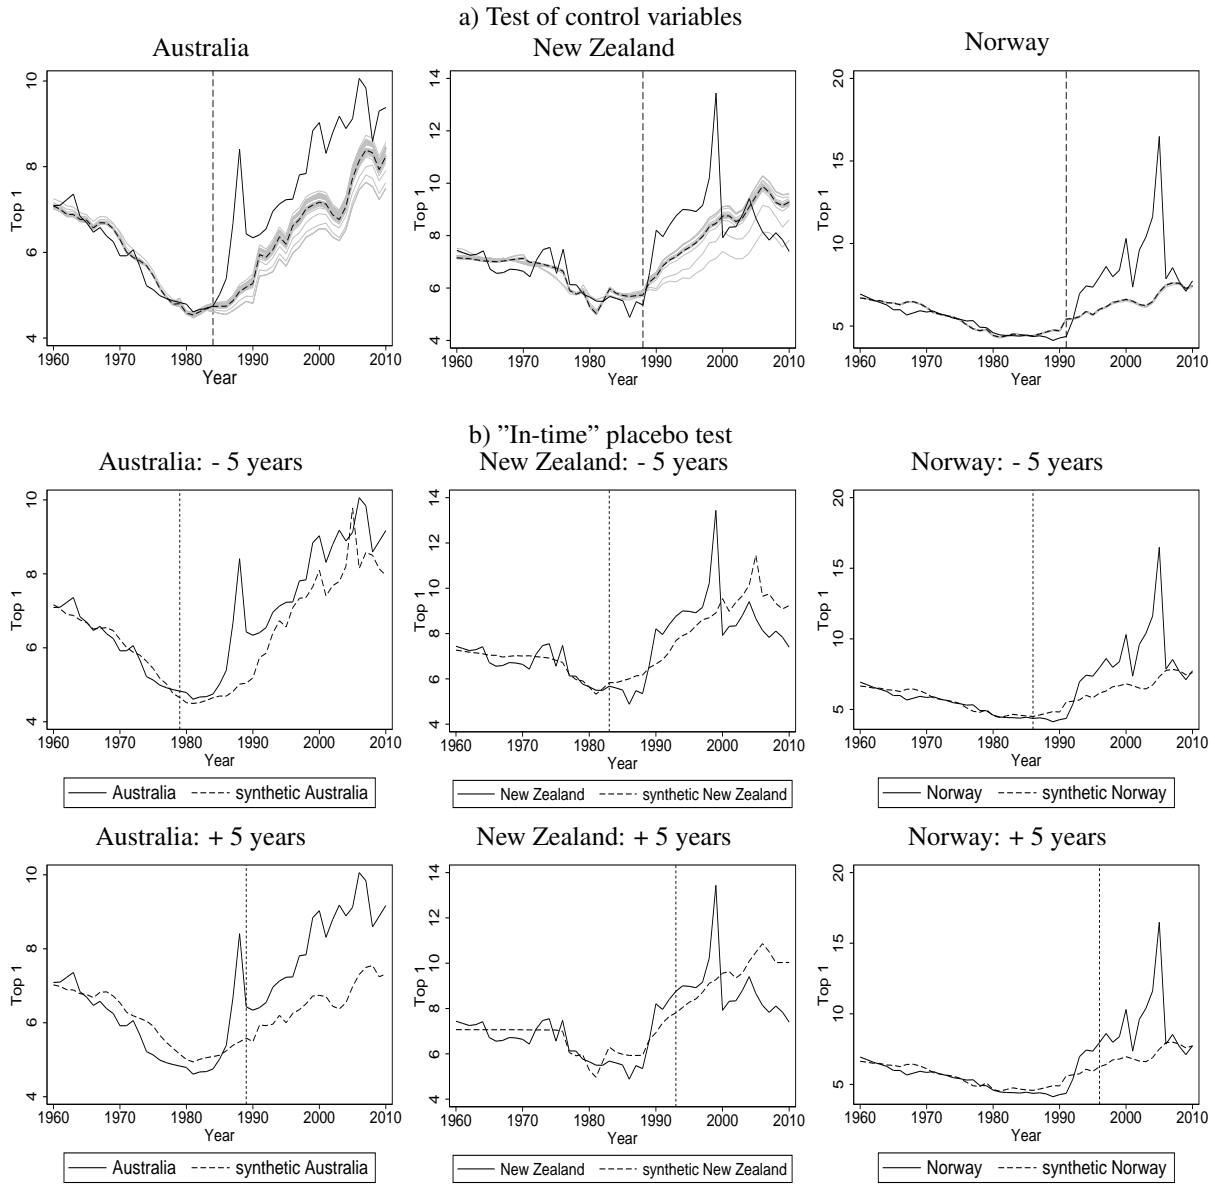 a) Test of control variables
Australia
New Zealand
Norway
Top 1
4 6 8 10
1960 1970 1980 1990 2000 2010
Year
Top 1
4 6 8 10 12 14
1960 1970 1980 1990 2000 2010
Year
Top 1
5 10 15 20
1960 1970 1980 1990 2000 2010
Year
b) ”In-time” placebo test
Australia: - 5 years
New Zealand: - 5 years
Norway: - 5 years
Top 1
4 6 8 10
1960 1970 1980 1990 2000 2010
Year
Australia synthetic Australia
Top 1
4 6 8 10 12 14
1960 1970 1980 1990 2000 2010
Year
New Zealand synthetic New Zealand
Top 1
5 10 15 20
1960 1970 1980 1990 2000 2010
Year
Norway synthetic Norway
Australia: + 5 years
New Zealand: + 5 years
Norway: + 5 years
Top 1
4 6 8 10
1960 1970 1980 1990 2000 2010
Year
Australia synthetic Australia
Top 1
4 6 8 10 12 14
1960 1970 1980 1990 2000 2010
Year
New Zealand synthetic New Zealand
Top 1
5 10 15 20
1960 1970 1980 1990 2000 2010
Year
Norway synthetic Norway